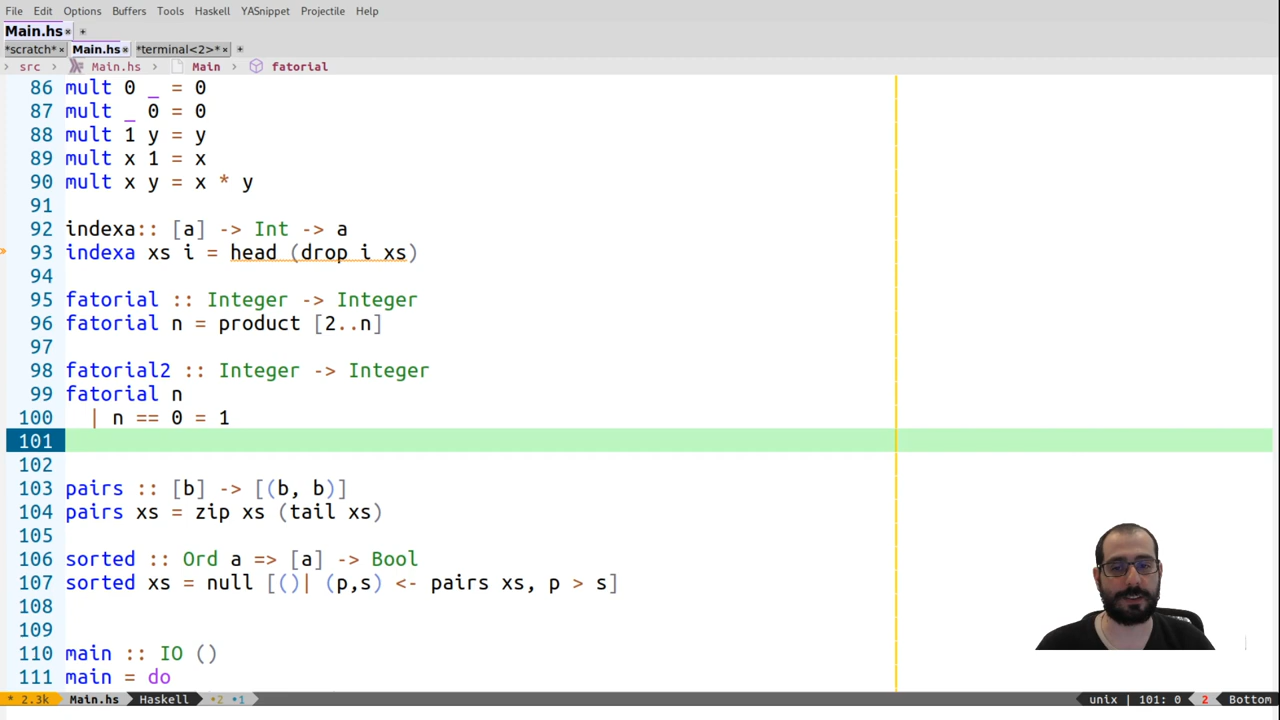 File Edit Options Buffers Tools Haskell YASnippet Projectile Help
Main.hs
*scratch* Main.hs *terminal<2>*
src > Main.hs > Main > fatorial
86 mult 0 _ = 0
87 mult _ 0 = 0
88 mult 1 y = y
89 mult x 1 = x
90 mult x y = x * y
91
92 indexa:: [a] -> Int -> a
93 indexa xs i = head (drop i xs)
94
95 fatorial :: Integer -> Integer
96 fatorial n = product [2..n]
97
98 fatorial2 :: Integer -> Integer
99 fatorial n
100   | n == 0 = 1
101
102
103 pairs :: [b] -> [(b, b)]
104 pairs xs = zip xs (tail xs)
105
106 sorted :: Ord a => [a] -> Bool
107 sorted xs = null [()| (p,s) <- pairs xs, p > s]
108
109
110 main :: IO ()
111 main = do
* 2.3k Main.hs Haskell •2 •1 unix | 101: 0 2 Bottom